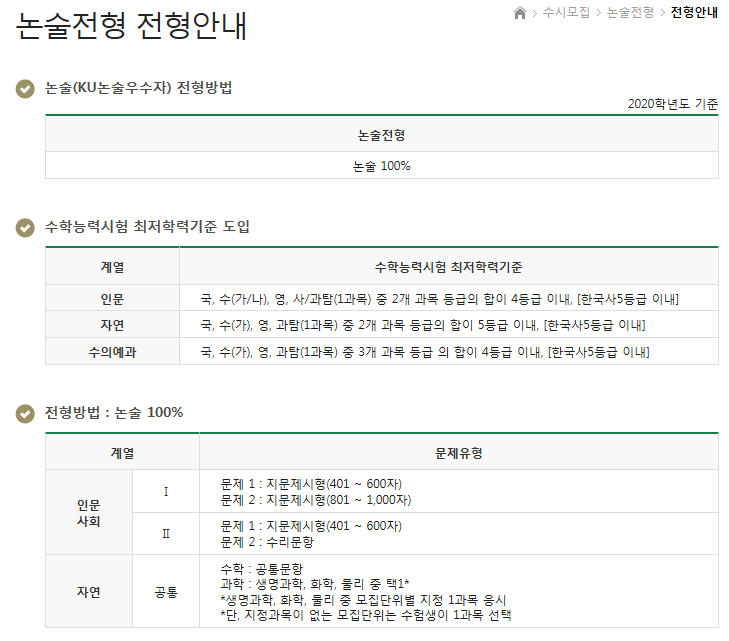 논술전형 전형안내
수시모집 > 논술전형 > 전형안내
논술(KU논술우수자) 전형방법
2020학년도 기준
논술전형
논술 100%
수학능력시험 최저학력기준 도입
계열 수학능력시험 최저학력기준
인문 국, 수(가/나), 영, 사/과탐(1과목) 중 2개 과목 등급의 합이 4등급 이내, [한국사5등급 이내]
자연 국, 수(가), 영, 과탐(1과목) 중 2개 과목 등급의 합이 5등급 이내, [한국사5등급 이내]
수의예과 국, 수(가), 영, 과탐(1과목) 중 3개 과목 등급 의 합이 4등급 이내, [한국사5등급 이내]
전형방법 : 논술 100%
계열 문제유형
인문
사회
Ⅰ
문제 1 : 지문제시형(401 ~ 600자)
문제 2 : 지문제시형(801 ~ 1,000자)
Ⅱ
문제 1 : 지문제시형(401 ~ 600자)
문제 2 : 수리문항
자연 공통
수학 : 공통문항
과학 : 생명과학, 화학, 물리 중 택1*
*생명과학, 화학, 물리 중 모집단위별 지정 1과목 응시
*단, 지정과목이 없는 모집단위는 수험생이 1과목 선택